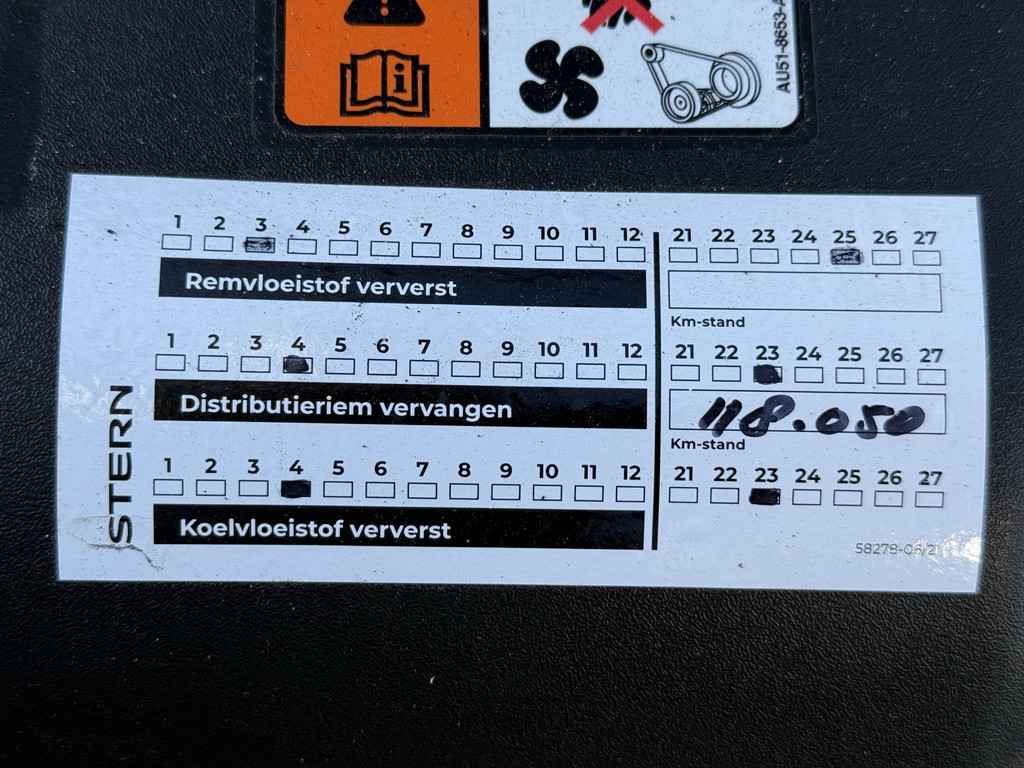 AU51-8653-A
1 2 3 4 5 6 7 8 9 10 11 12 21 22 23 24 25 26 27
Remvloeistof ververst
Km-stand
1 2 3 4 5 6 7 8 9 10 11 12 21 22 23 24 25 26 27
Distributieriem vervangen 118.050
Km-stand
1 2 3 4 5 6 7 8 9 10 11 12 21 22 23 24 25 26 27
Koelvloeistof ververst
58278-06/21
STERN